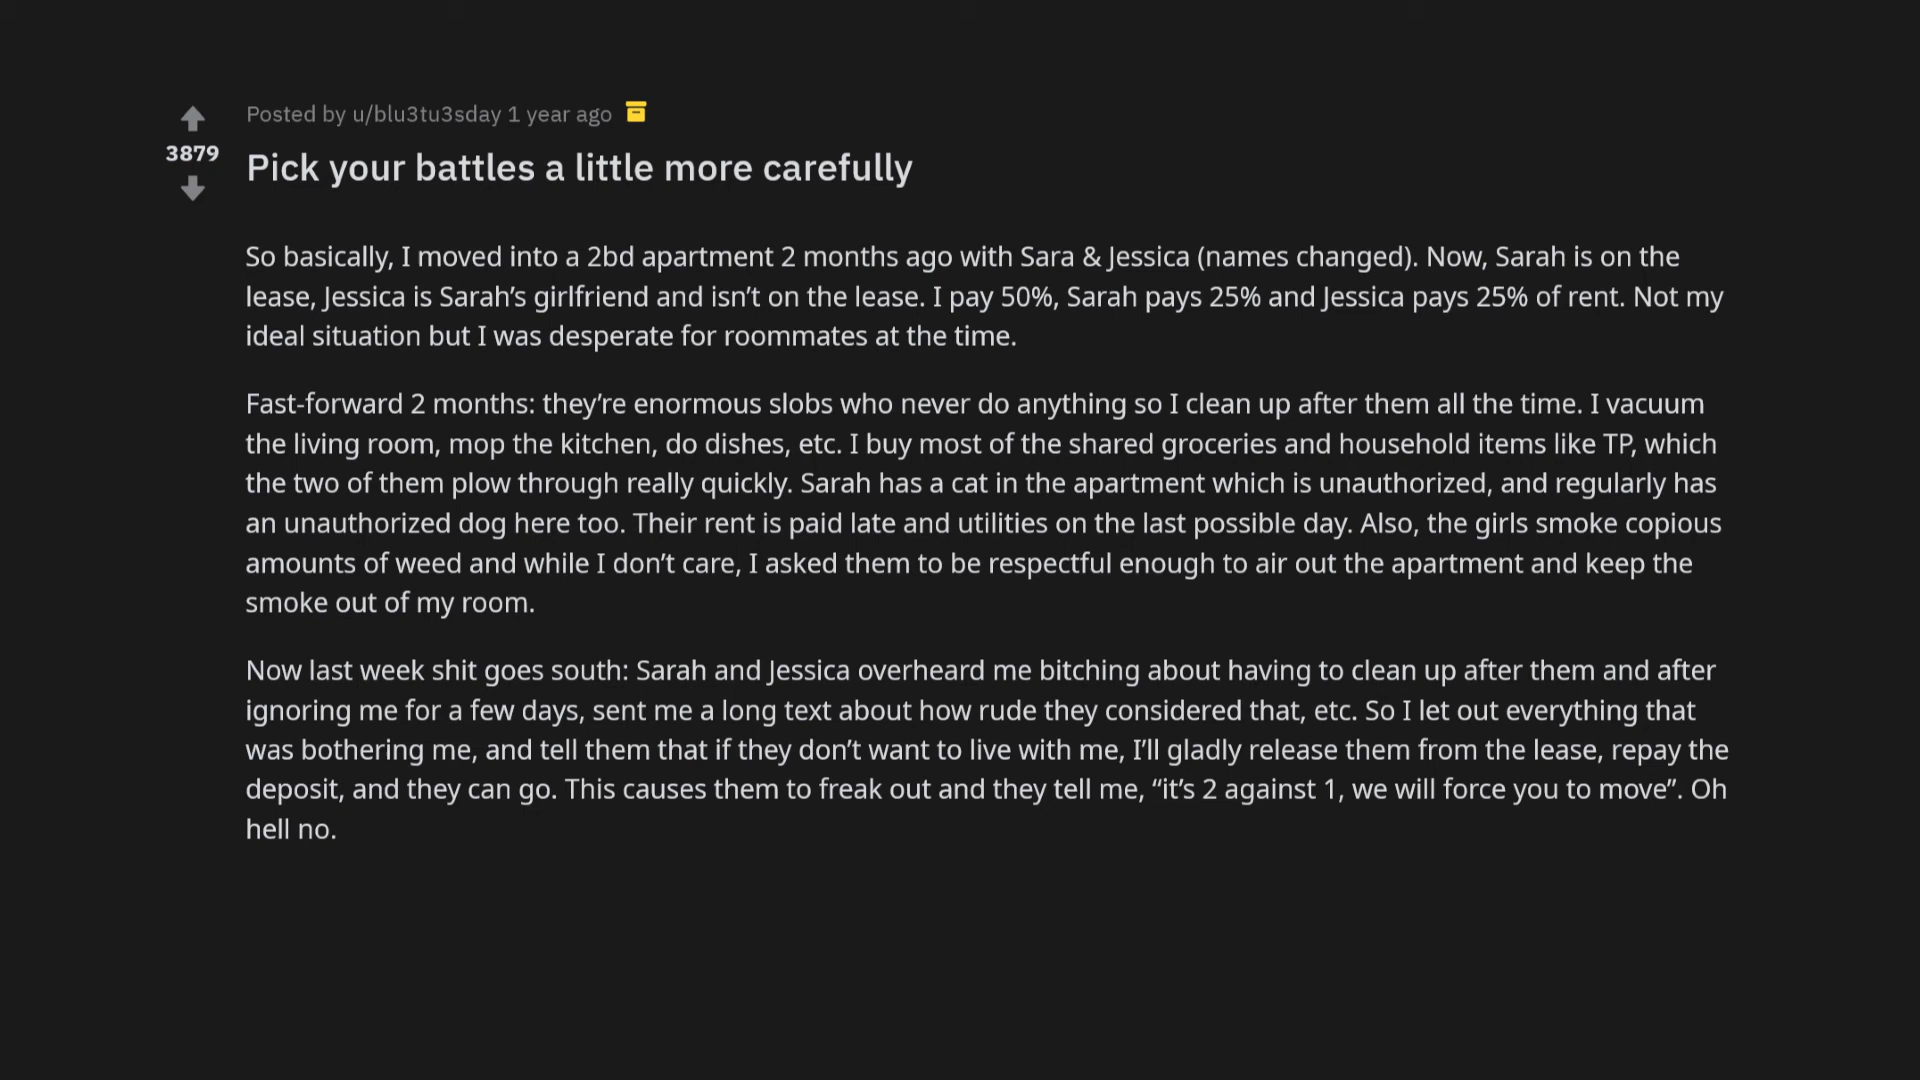 Posted by u/blu3tu3sday 1 year ago
3879
Pick your battles a little more carefully
So basically, I moved into a 2bd apartment 2 months ago with Sara & Jessica (names changed). Now, Sarah is on the
lease, Jessica is Sarah’s girlfriend and isn’t on the lease. I pay 50%, Sarah pays 25% and Jessica pays 25% of rent. Not my
ideal situation but I was desperate for roommates at the time.
Fast-forward 2 months: they’re enormous slobs who never do anything so I clean up after them all the time. I vacuum
the living room, mop the kitchen, do dishes, etc. I buy most of the shared groceries and household items like TP, which
the two of them plow through really quickly. Sarah has a cat in the apartment which is unauthorized, and regularly has
an unauthorized dog here too. Their rent is paid late and utilities on the last possible day. Also, the girls smoke copious
amounts of weed and while I don’t care, I asked them to be respectful enough to air out the apartment and keep the
smoke out of my room.
Now last week shit goes south: Sarah and Jessica overheard me bitching about having to clean up after them and after
ignoring me for a few days, sent me a long text about how rude they considered that, etc. So I let out everything that
was bothering me, and tell them that if they don’t want to live with me, I’ll gladly release them from the lease, repay the
deposit, and they can go. This causes them to freak out and they tell me, “it’s 2 against 1, we will force you to move”. Oh
hell no.